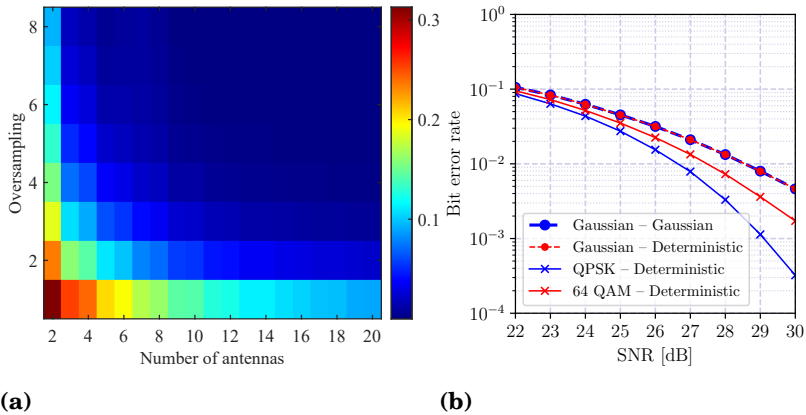 8
6
4
2
Oversampling
2 4 6 8 10 12 14 16 18 20
Number of antennas
0.3
0.2
0.1
(a)
10^0
10^-1
10^-2
10^-3
10^-4
Bit error rate
Gaussian – Gaussian
Gaussian – Deterministic
QPSK – Deterministic
64 QAM – Deterministic
22 23 24 25 26 27 28 29 30
SNR [dB]
(b)